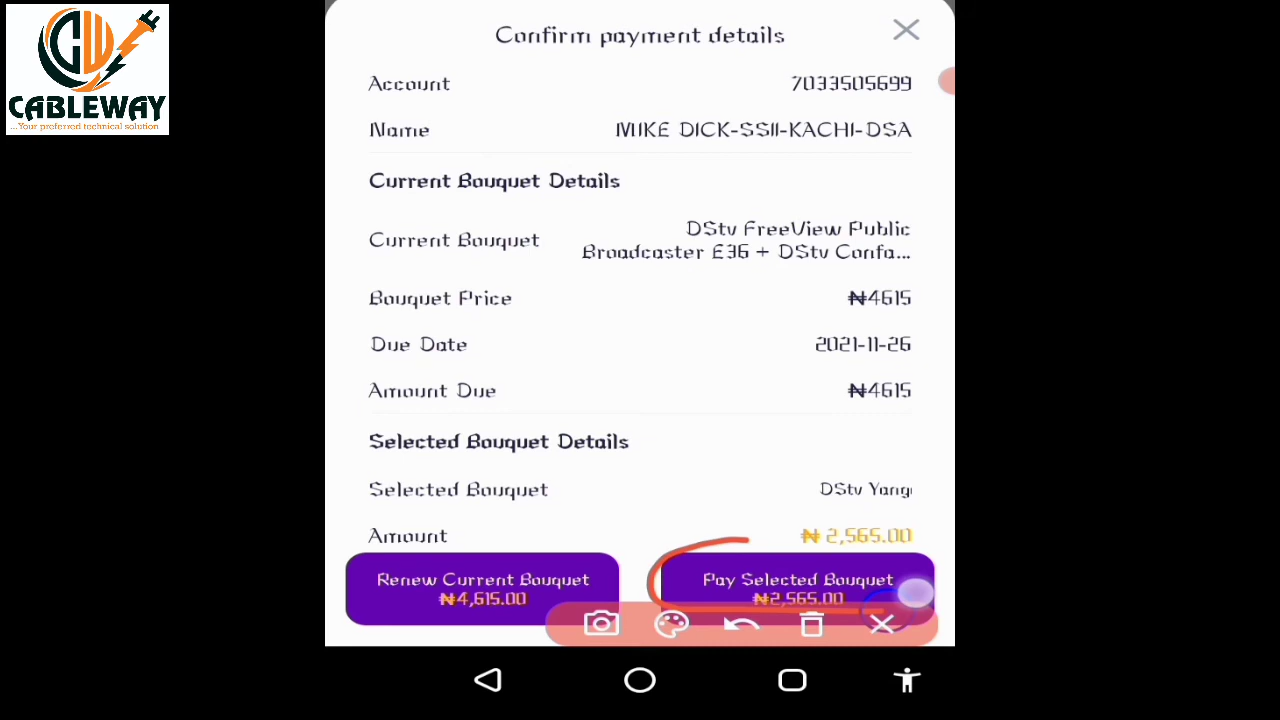 CW
CABLEWAY
...Your preferred technical solution
Confirm payment details
Account 7033505699
Name MIKE DICK-SSII-KACHI-DSA
Current Bouquet Details
Current Bouquet DStv FreeView Public
Broadcaster E36 + DStv Confa...
Bouquet Price ₦4615
Due Date 2021-11-26
Amount Due ₦4615
Selected Bouquet Details
Selected Bouquet DStv Yanga
Amount ₦ 2,565.00
Renew Current Bouquet
₦4,615.00
Pay Selected Bouquet
₦2,565.00